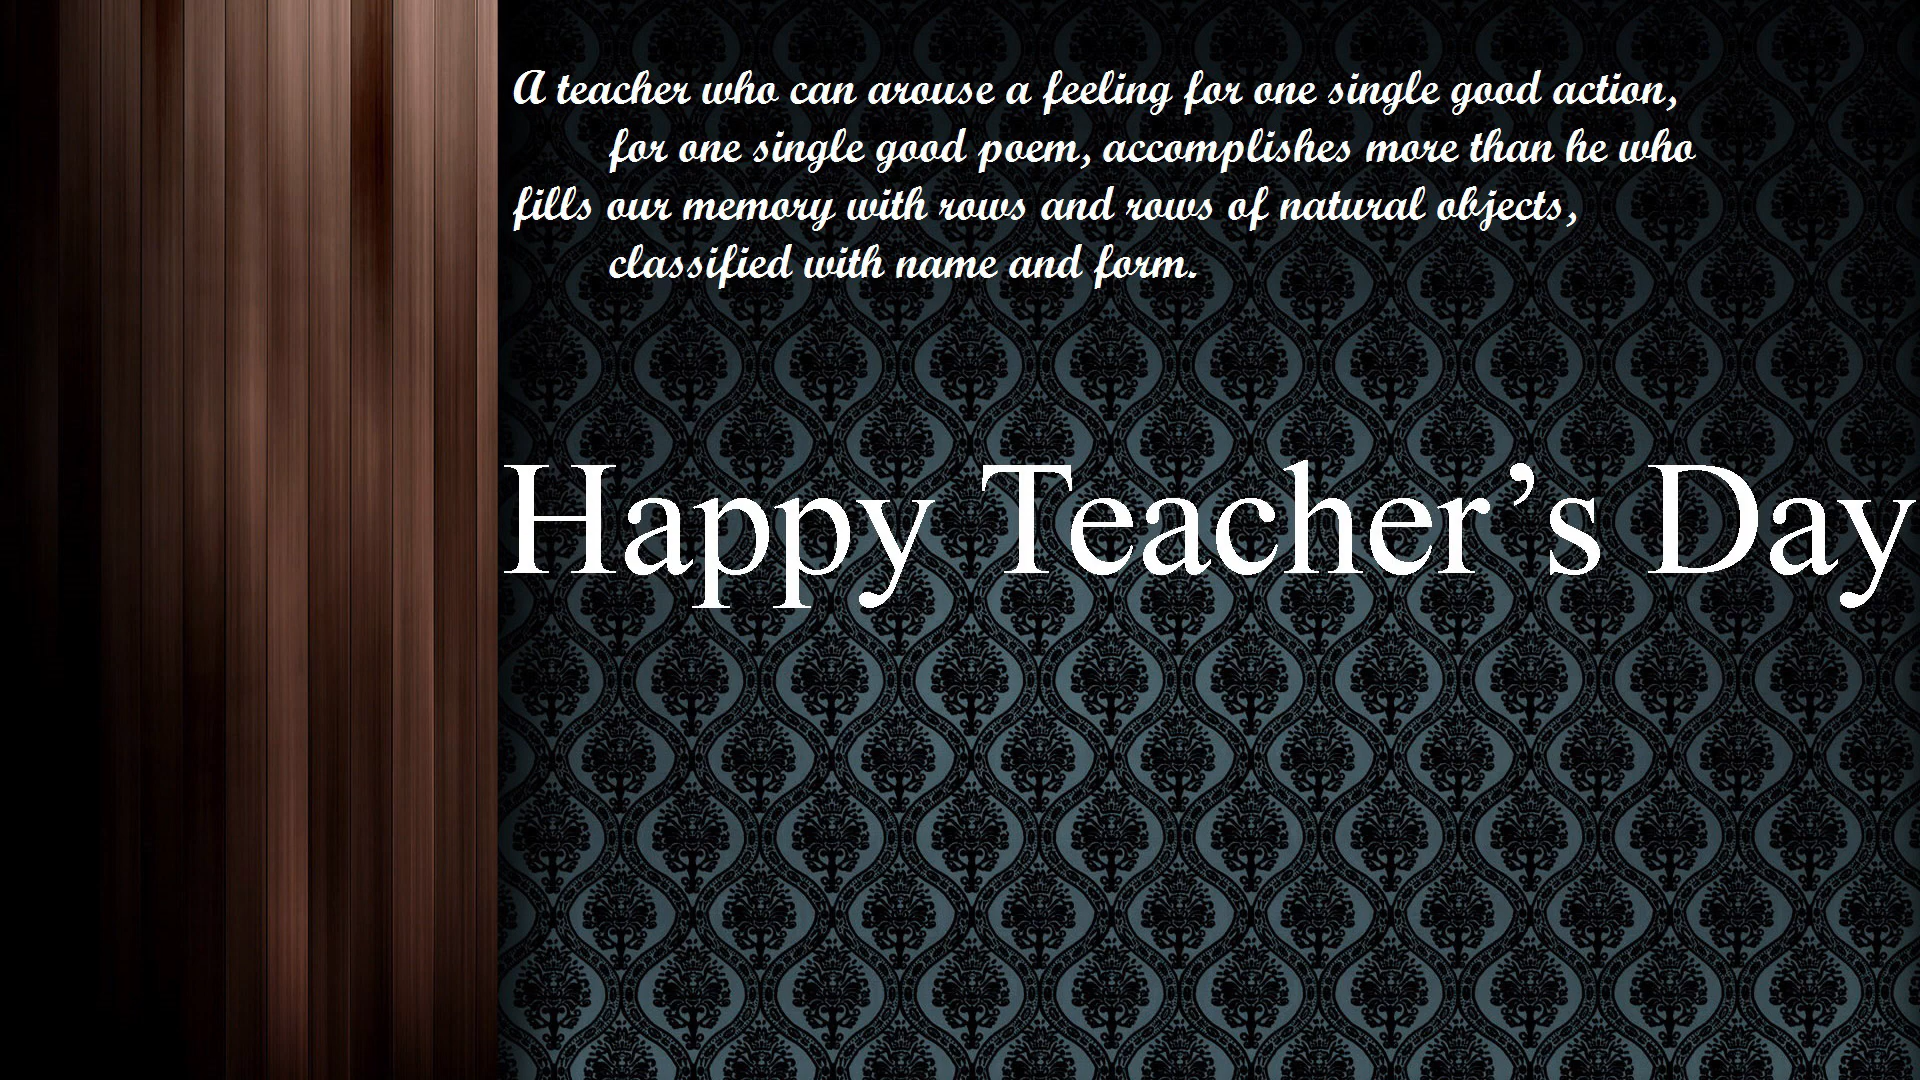 A teacher who can arouse a feeling for one single good action,
for one single good poem, accomplishes more than he who
fills our memory with rows and rows of natural objects,
classified with name and form.
Happy Teacher’s Day